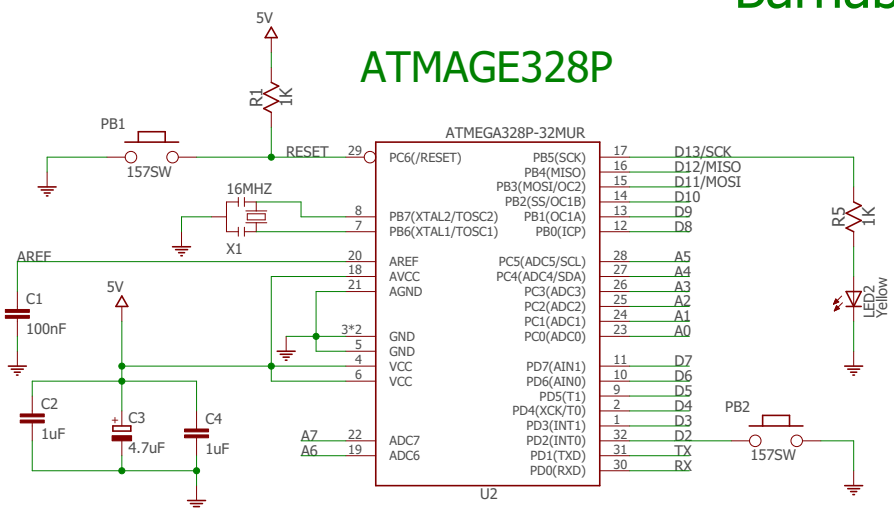 5V
ATMAGE328P
R1
1K
PB1
157SW
RESET
ATMEGA328P-32MUR
29 PC6(/RESET) PB5(SCK) 17 D13/SCK
PB4(MISO) 16 D12/MISO
PB3(MOSI/OC2) 15 D11/MOSI
PB2(SS/OC1B) 14 D10
8 PB7(XTAL2/TOSC2) PB1(OC1A) 13 D9
7 PB6(XTAL1/TOSC1) PB0(ICP) 12 D8
16MHZ
X1
R5
1K
AREF
20 AREF PC5(ADC5/SCL) 28 A5
18 AVCC PC4(ADC4/SDA) 27 A4
21 AGND PC3(ADC3) 26 A3
PC2(ADC2) 25 A2
PC1(ADC1) 24 A1
3*2 GND PC0(ADC0) 23 A0
5 GND
4 VCC PD7(AIN1) 11 D7
6 VCC PD6(AIN0) 10 D6
PD5(T1) 9 D5
PD4(XCK/T0) 2 D4
PD3(INT1) 1 D3
22 ADC7 PD2(INT0) 32 D2
19 ADC6 PD1(TXD) 31 TX
PD0(RXD) 30 RX
A7
A6
U2
LED2
Yellow
5V
C1
100nF
C2
1uF
C3
+
4.7uF
C4
1uF
PB2
157SW